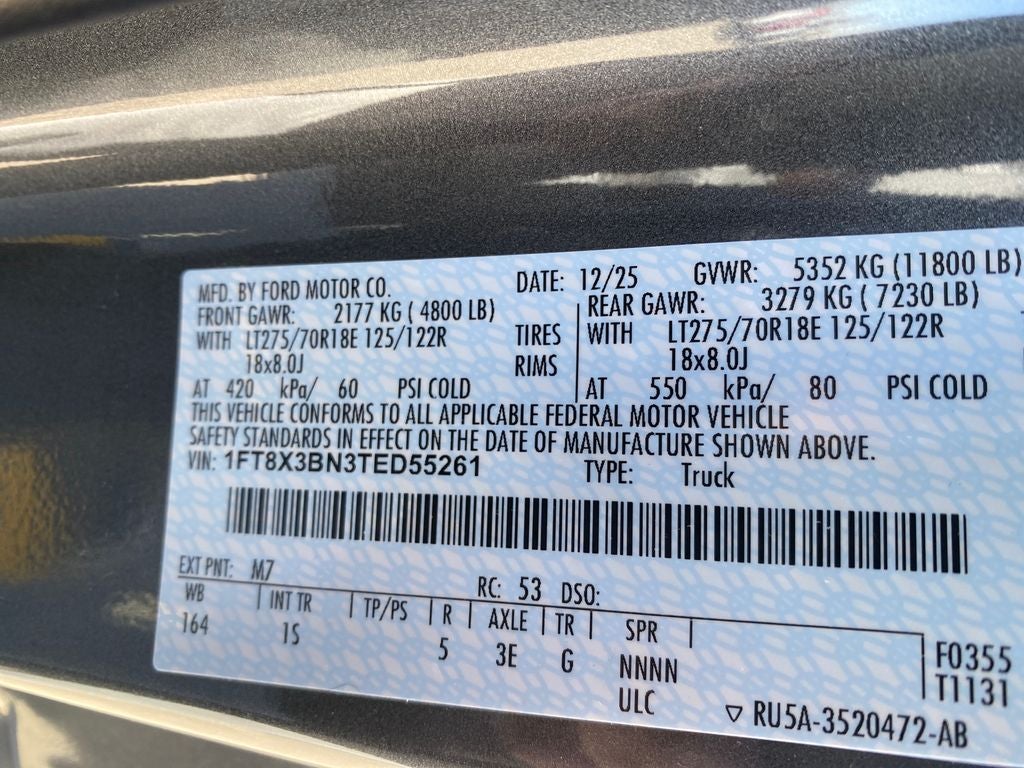 MFD. BY FORD MOTOR CO. DATE: 12/25 GVWR: 5352 KG (11800 LB)
FRONT GAWR: 2177 KG ( 4800 LB) REAR GAWR: 3279 KG ( 7230 LB)
WITH LT275/70R18E 125/122R TIRES WITH LT275/70R18E 125/122R
18x8.0J RIMS 18x8.0J
AT 420 kPa/ 60 PSI COLD AT 550 kPa/ 80 PSI COLD
THIS VEHICLE CONFORMS TO ALL APPLICABLE FEDERAL MOTOR VEHICLE
SAFETY STANDARDS IN EFFECT ON THE DATE OF MANUFACTURE SHOWN ABOVE.
VIN: 1FT8X3BN3TED55261 TYPE: Truck
EXT PNT: M7 RC: 53 DSO:
WB INT TR TP/PS R AXLE TR SPR
164 1S 5 3E G NNNN F0355
ULC T1131
RU5A-3520472-AB